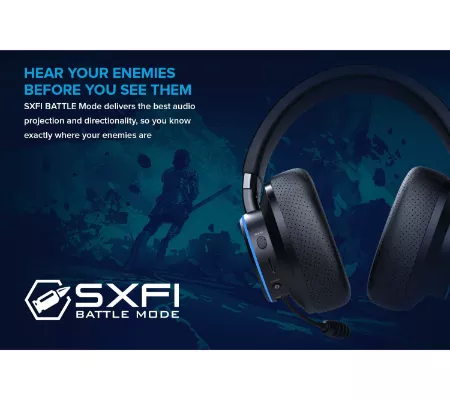 HEAR YOUR ENEMIES
BEFORE YOU SEE THEM
SXFI BATTLE Mode delivers the best audio
projection and directionality, so you know
exactly where your enemies are
SXFI
BATTLE MODE